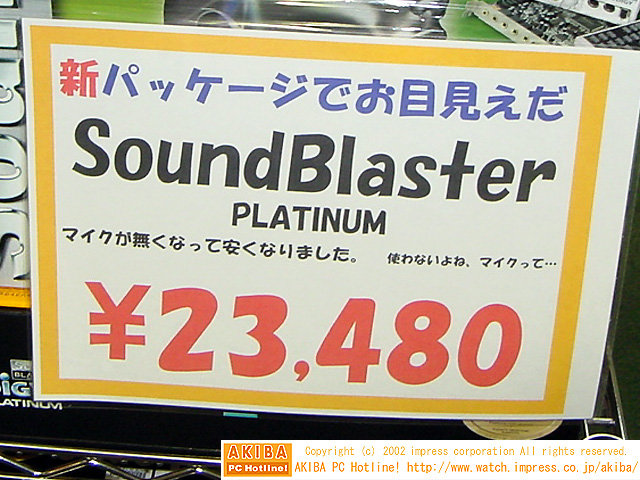 新パッケージでお目見えだ
SoundBlaster
PLATINUM
マイクが無くなって安くなりました。 使わないよね、マイクって…
¥23,480
PLATINUM
AKIBA
PC Hotline!
Copyright (c) 2002 impress corporation All rights reserved.
AKIBA PC Hotline! http://www.watch.impress.co.jp/akiba/